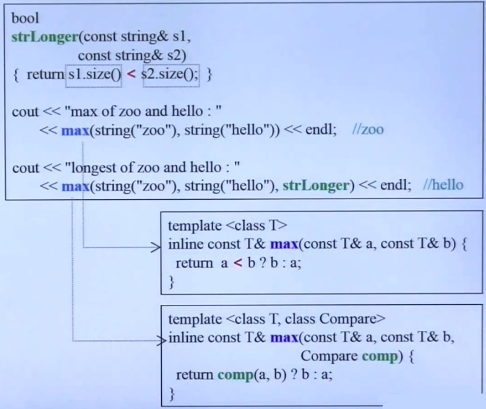 bool
strLonger(const string& s1,
const string& s2)
{ return s1.size() < s2.size(); }
cout << "max of zoo and hello : "
<< max(string("zoo"), string("hello")) << endl; //zoo
cout << "longest of zoo and hello : "
<< max(string("zoo"), string("hello"), strLonger) << endl; //hello
template <class T>
inline const T& max(const T& a, const T& b) {
return a < b ? b : a;
}
template <class T, class Compare>
inline const T& max(const T& a, const T& b,
Compare comp) {
return comp(a, b) ? b : a;
}